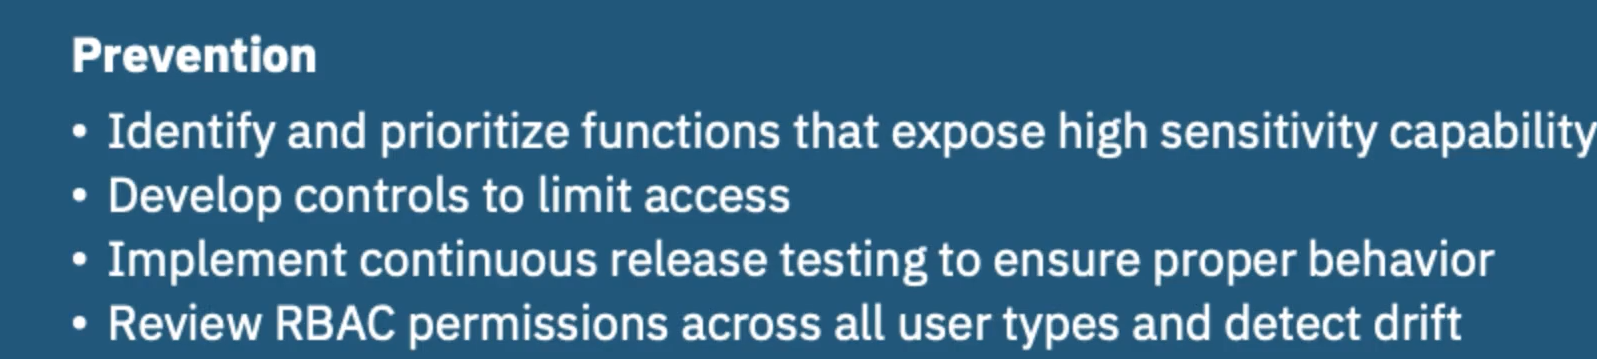 Prevention
• Identify and prioritize functions that expose high sensitivity capability
• Develop controls to limit access
• Implement continuous release testing to ensure proper behavior
• Review RBAC permissions across all user types and detect drift